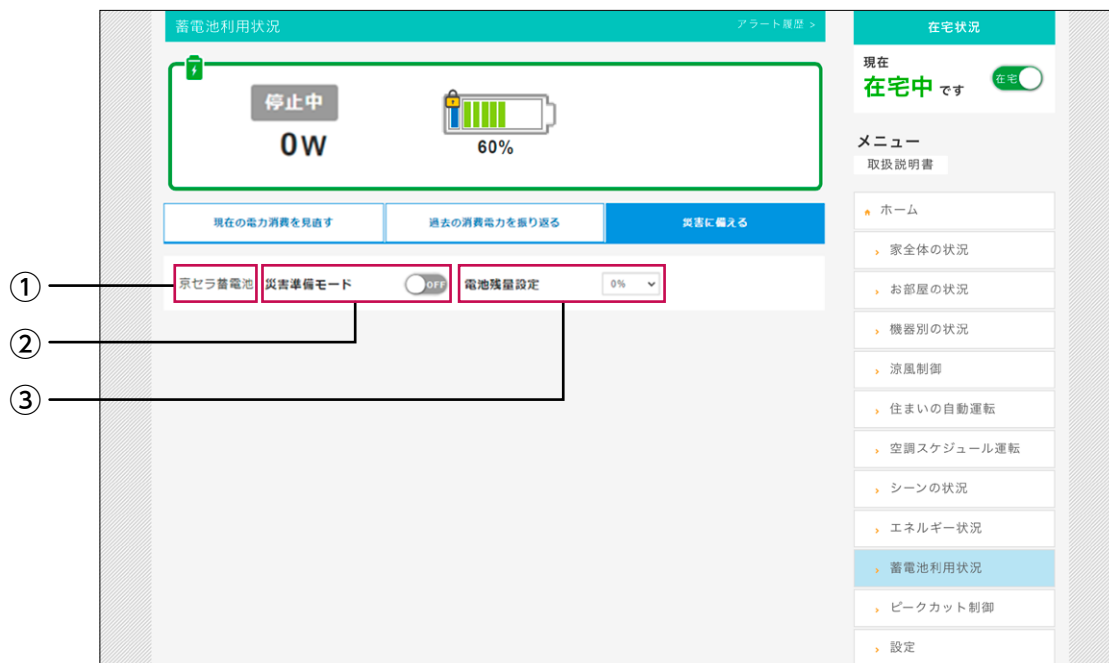 蓄電池利用状況
アラート履歴 >
停止中
0W
60%
現在の電力消費を見直す
過去の消費電力を振り返る
災害に備える
①
京セラ蓄電池
災害準備モード
OFF
電池残量設定
0%
②
③
在宅状況
現在
在宅中 です
在宅
メニュー
取扱説明書
ホーム
家全体の状況
お部屋の状況
機器別の状況
涼風制御
住まいの自動運転
空調スケジュール運転
シーンの状況
エネルギー状況
蓄電池利用状況
ピークカット制御
設定